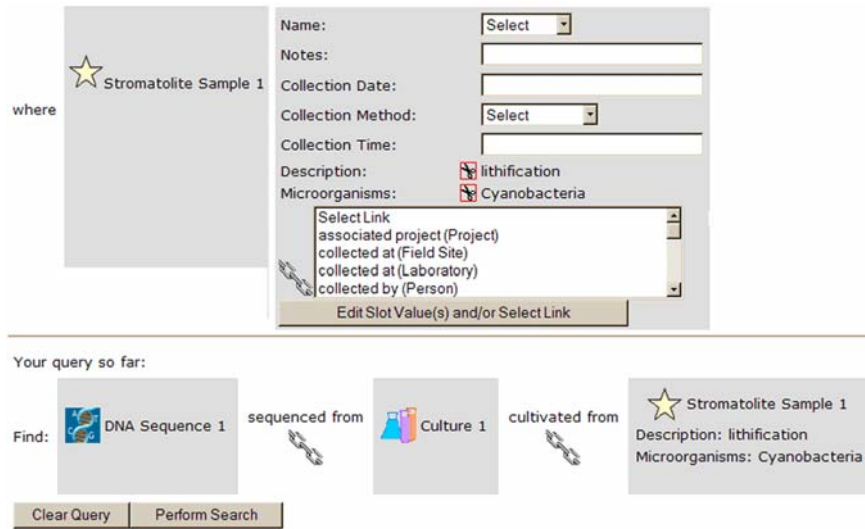 where
Stromatolite Sample 1
Name: Select
Notes:
Collection Date:
Collection Method: Select
Collection Time:
Description: lithification
Microorganisms: Cyanobacteria
Select Link
associated project (Project)
collected at (Field Site)
collected at (Laboratory)
collected by (Person)
Edit Slot Value(s) and/or Select Link
Your query so far:
Find: DNA Sequence 1 sequenced from Culture 1 cultivated from Stromatolite Sample 1
Description: lithification
Microorganisms: Cyanobacteria
Clear Query Perform Search